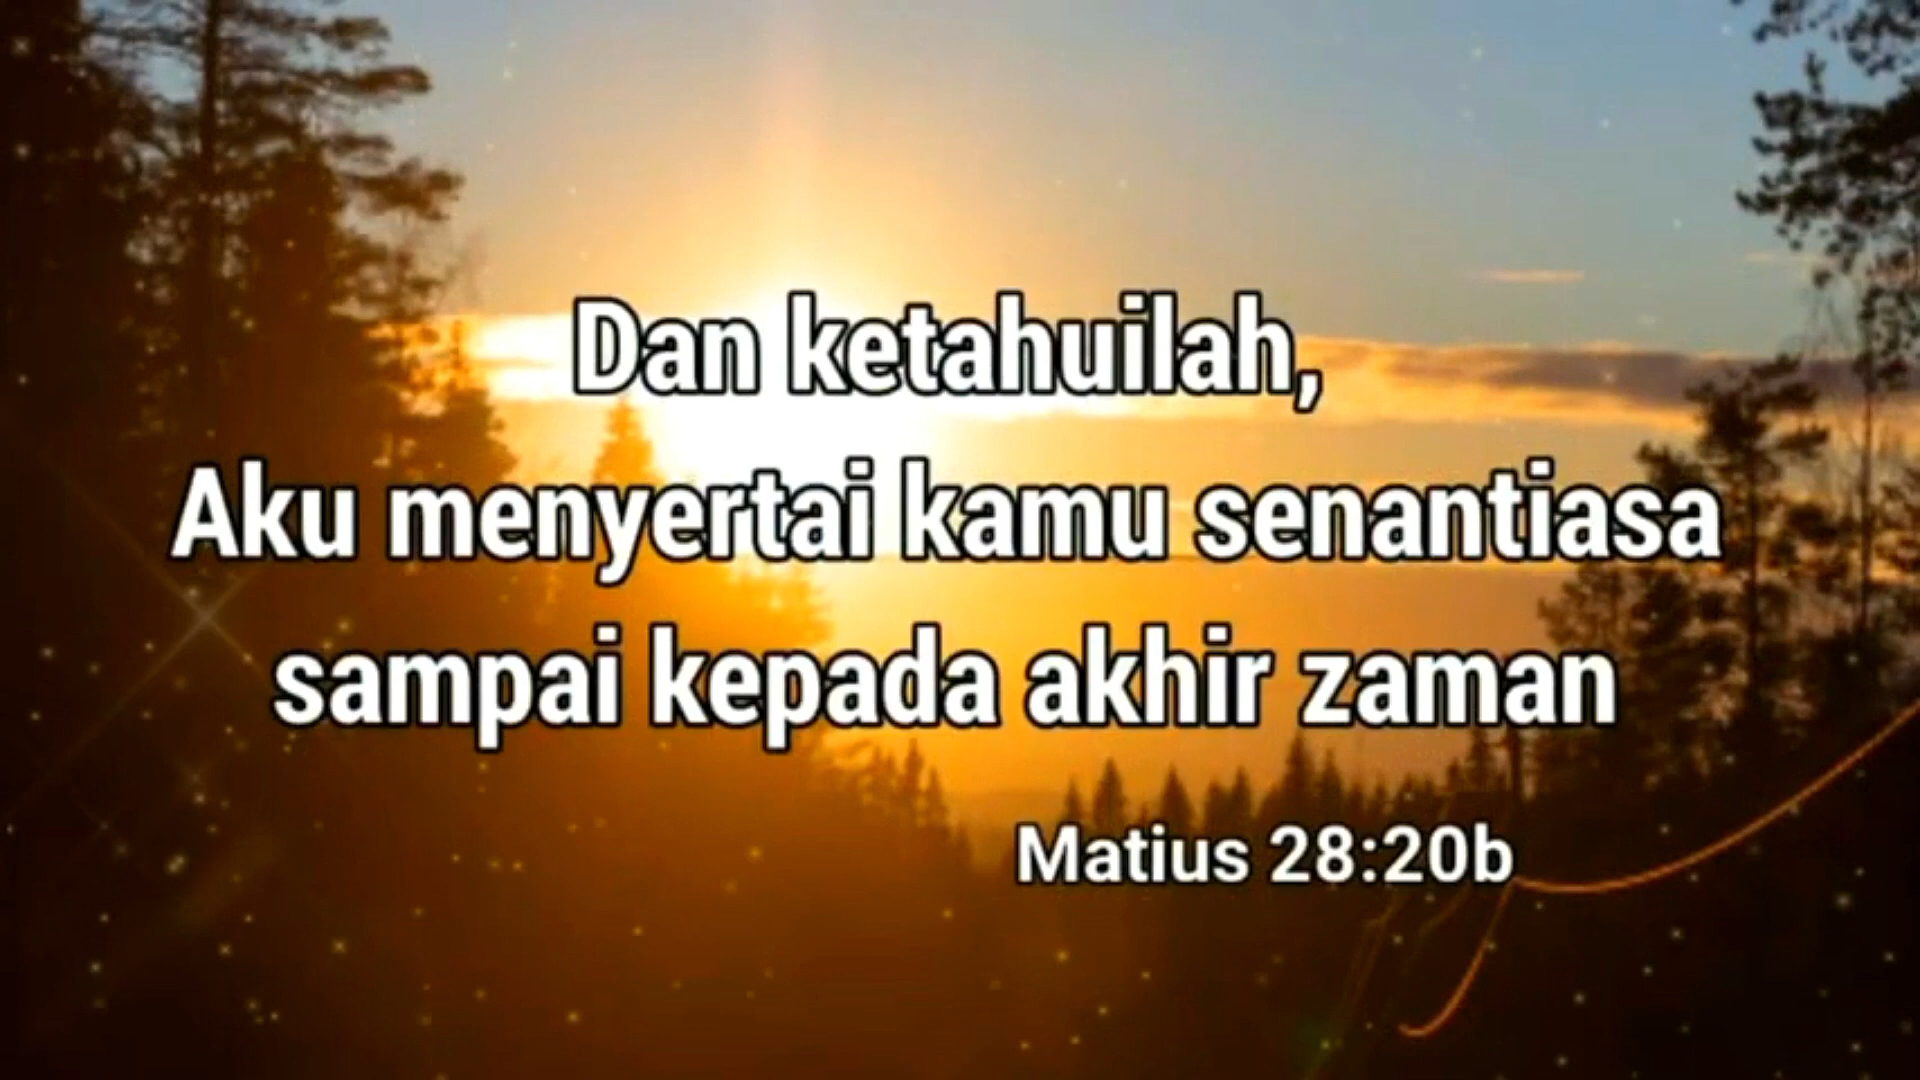 Dan ketahuilah,
Aku menyertai kamu senantiasa
sampai kepada akhir zaman
Matius 28:20b